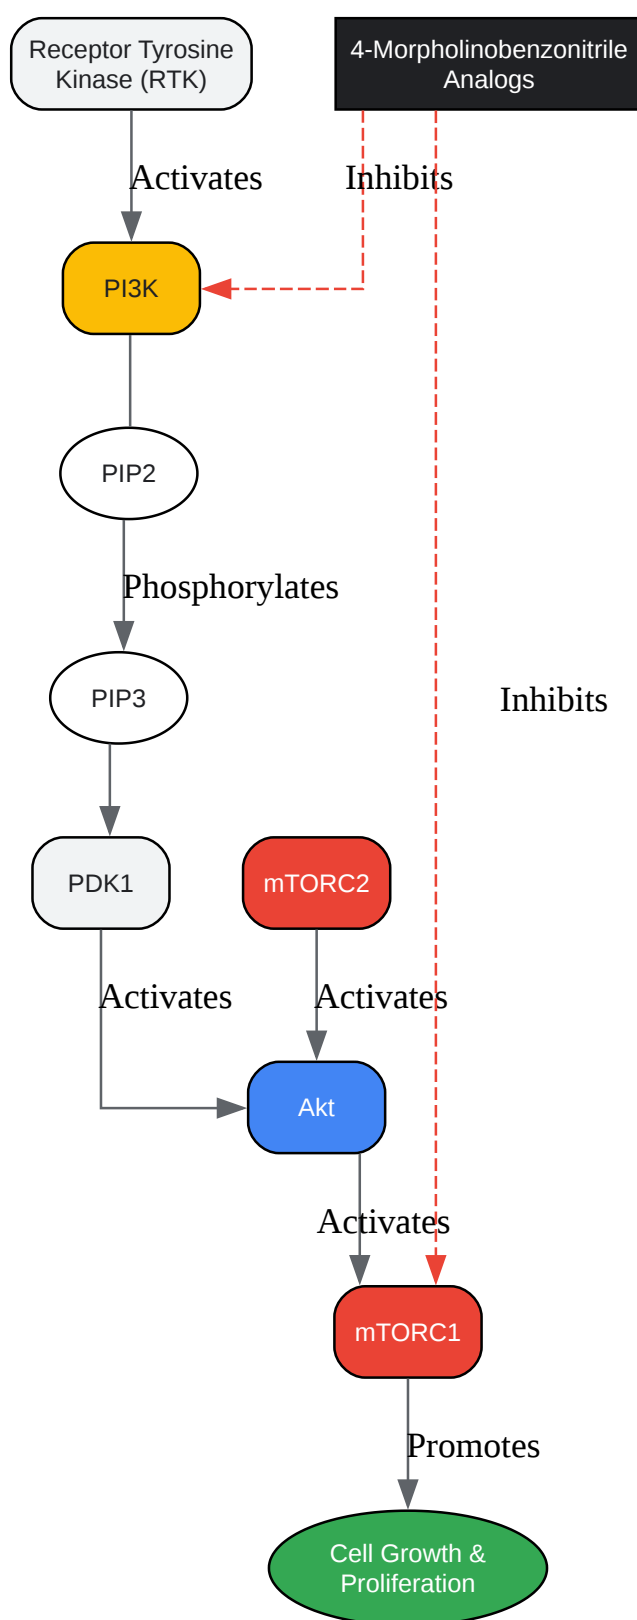 Receptor Tyrosine
Kinase (RTK)
4-Morpholinobenzonitrile
Analogs
Activates
Inhibits
PI3K
PIP2
Phosphorylates
PIP3
Inhibits
PDK1
mTORC2
Activates
Activates
Akt
Activates
mTORC1
Promotes
Cell Growth &
Proliferation